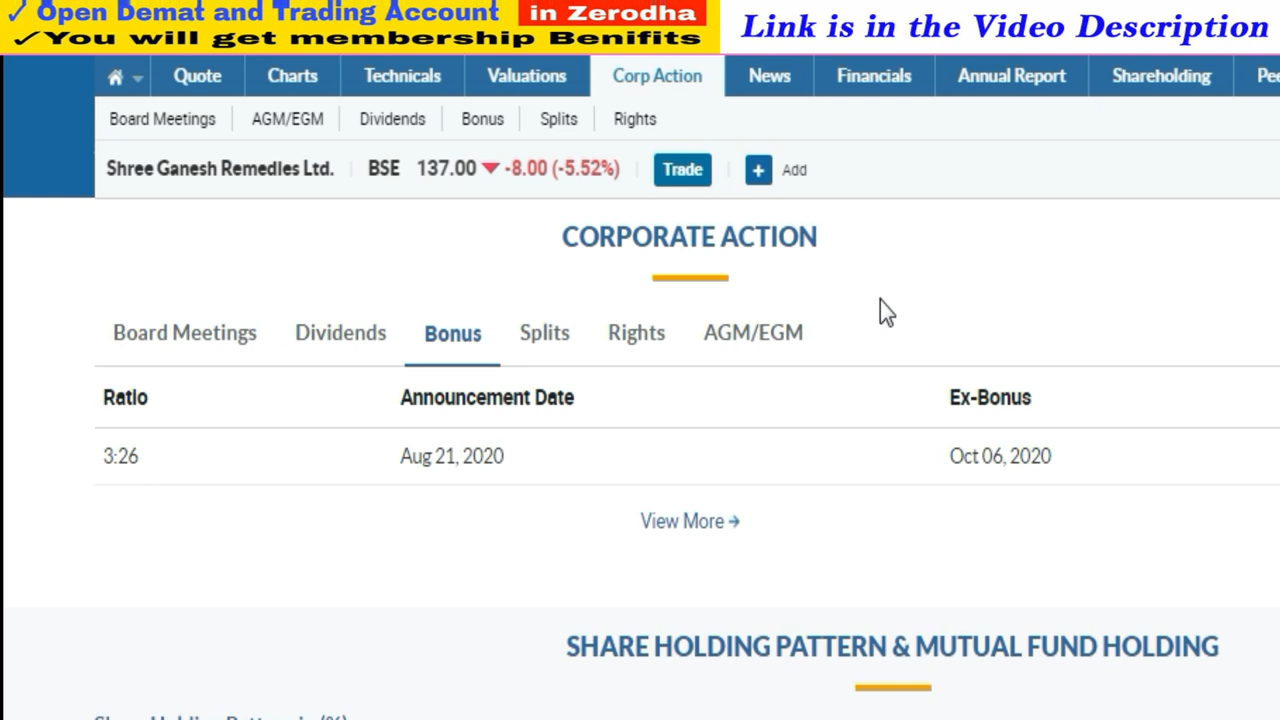 ✓ Open Demat and Trading Account in Zerodha
✓You will get membership Benifits
Link is in the Video Description
Quote Charts Technicals Valuations Corp Action News Financials Annual Report Shareholding
Board Meetings AGM/EGM Dividends Bonus Splits Rights
Shree Ganesh Remedies Ltd. BSE 137.00 -8.00 (-5.52%) Trade + Add
CORPORATE ACTION
Board Meetings Dividends Bonus Splits Rights AGM/EGM
Ratio Announcement Date Ex-Bonus
3:26 Aug 21, 2020 Oct 06, 2020
View More →
SHARE HOLDING PATTERN & MUTUAL FUND HOLDING